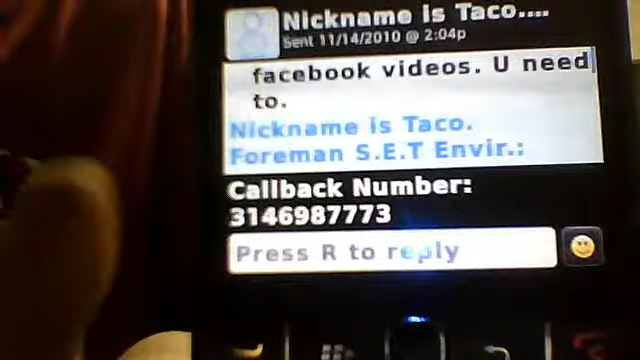 Nickname is Taco....
Sent 11/14/2010 @ 2:04p
facebook videos. U need
to.
Nickname is Taco.
Foreman S.E.T Envir.:
Callback Number:
3146987773
Press R to reply